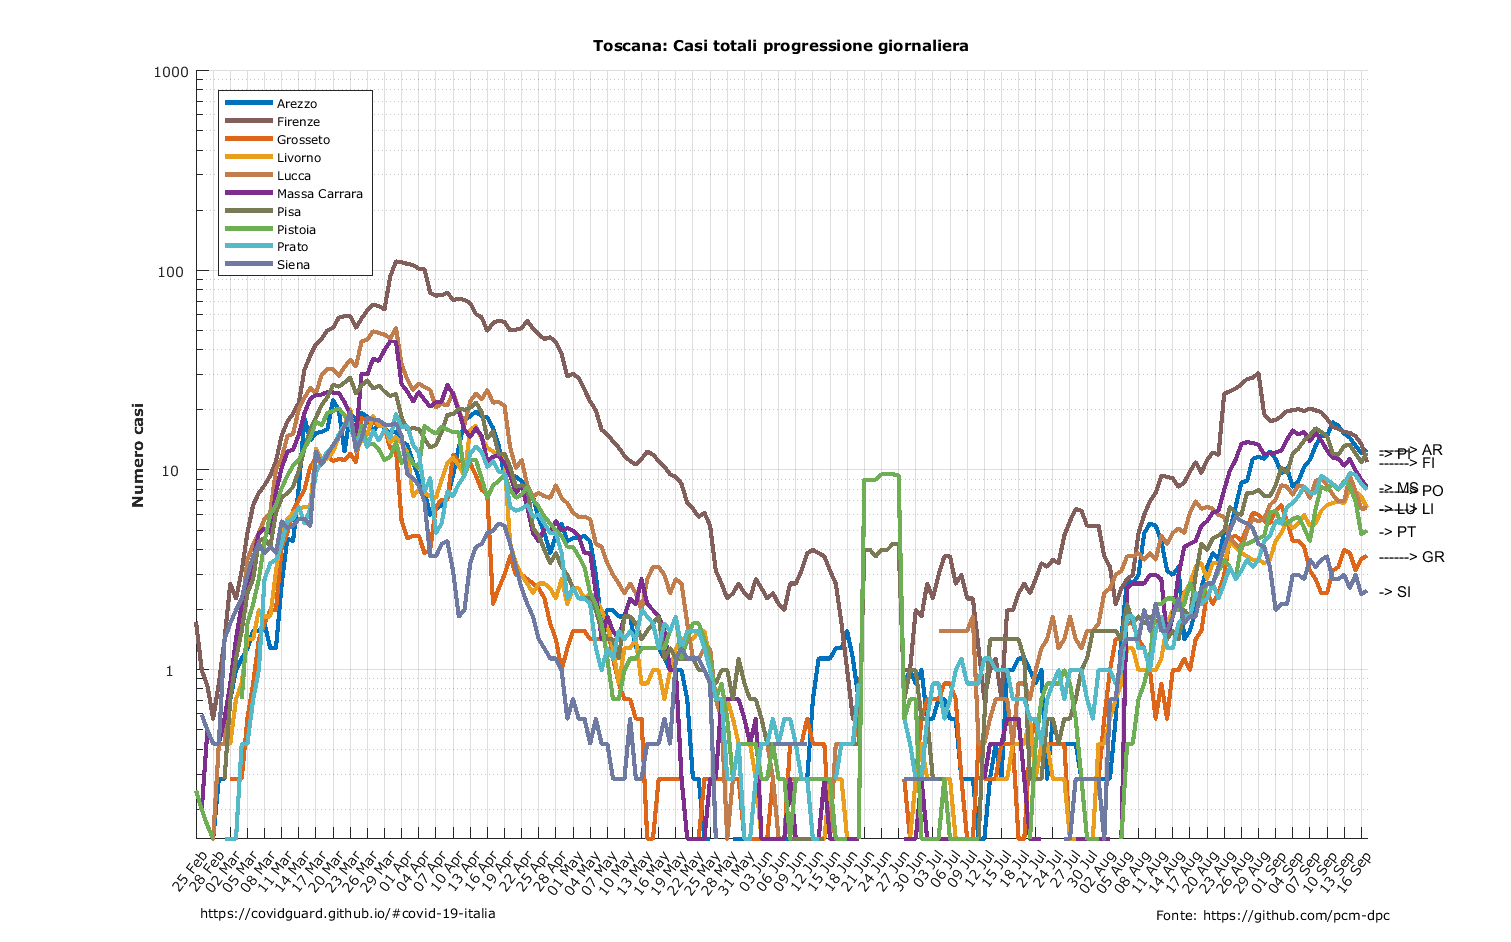 Toscana: Casi totali progressione giornaliera
1000
100
10
1
Numero casi
Arezzo
Firenze
Grosseto
Livorno
Lucca
Massa Carrara
Pisa
Pistoia
Prato
Siena
-----> AR
-> PI
------> FI
-> MS
------> PO
-> LU
------> LI
-> PT
------> GR
-> SI
25 Feb
28 Feb
02 Mar
05 Mar
08 Mar
11 Mar
14 Mar
17 Mar
20 Mar
23 Mar
26 Mar
29 Mar
01 Apr
04 Apr
07 Apr
10 Apr
13 Apr
16 Apr
19 Apr
22 Apr
25 Apr
28 Apr
01 May
04 May
07 May
10 May
13 May
16 May
19 May
22 May
25 May
28 May
31 May
03 Jun
06 Jun
09 Jun
12 Jun
15 Jun
18 Jun
21 Jun
24 Jun
27 Jun
30 Jun
03 Jul
06 Jul
09 Jul
12 Jul
15 Jul
18 Jul
21 Jul
24 Jul
27 Jul
30 Jul
02 Aug
05 Aug
08 Aug
11 Aug
14 Aug
17 Aug
20 Aug
23 Aug
26 Aug
29 Aug
01 Sep
04 Sep
07 Sep
10 Sep
13 Sep
16 Sep
https://covidguard.github.io/#covid-19-italia
Fonte: https://github.com/pcm-dpc